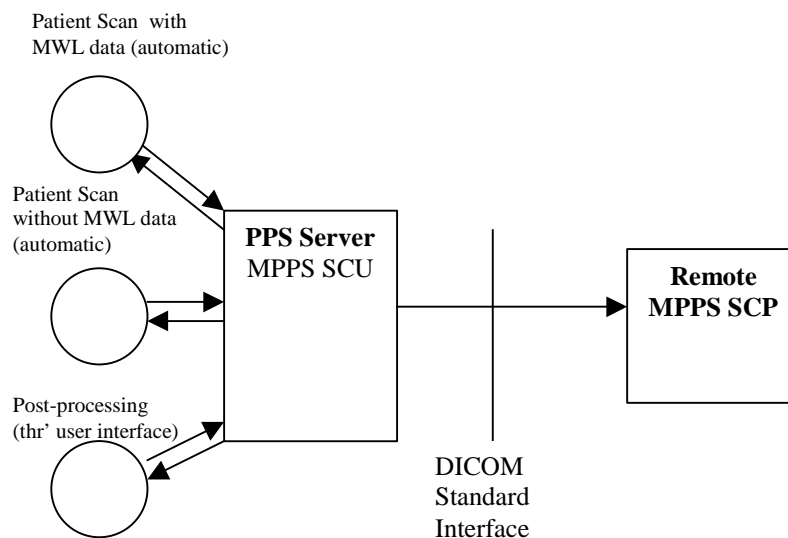 Patient Scan with
MWL data (automatic)
Patient Scan
without MWL data
(automatic)
PPS Server
MPPS SCU
Remote
MPPS SCP
Post-processing
(thr’ user interface)
DICOM
Standard
Interface